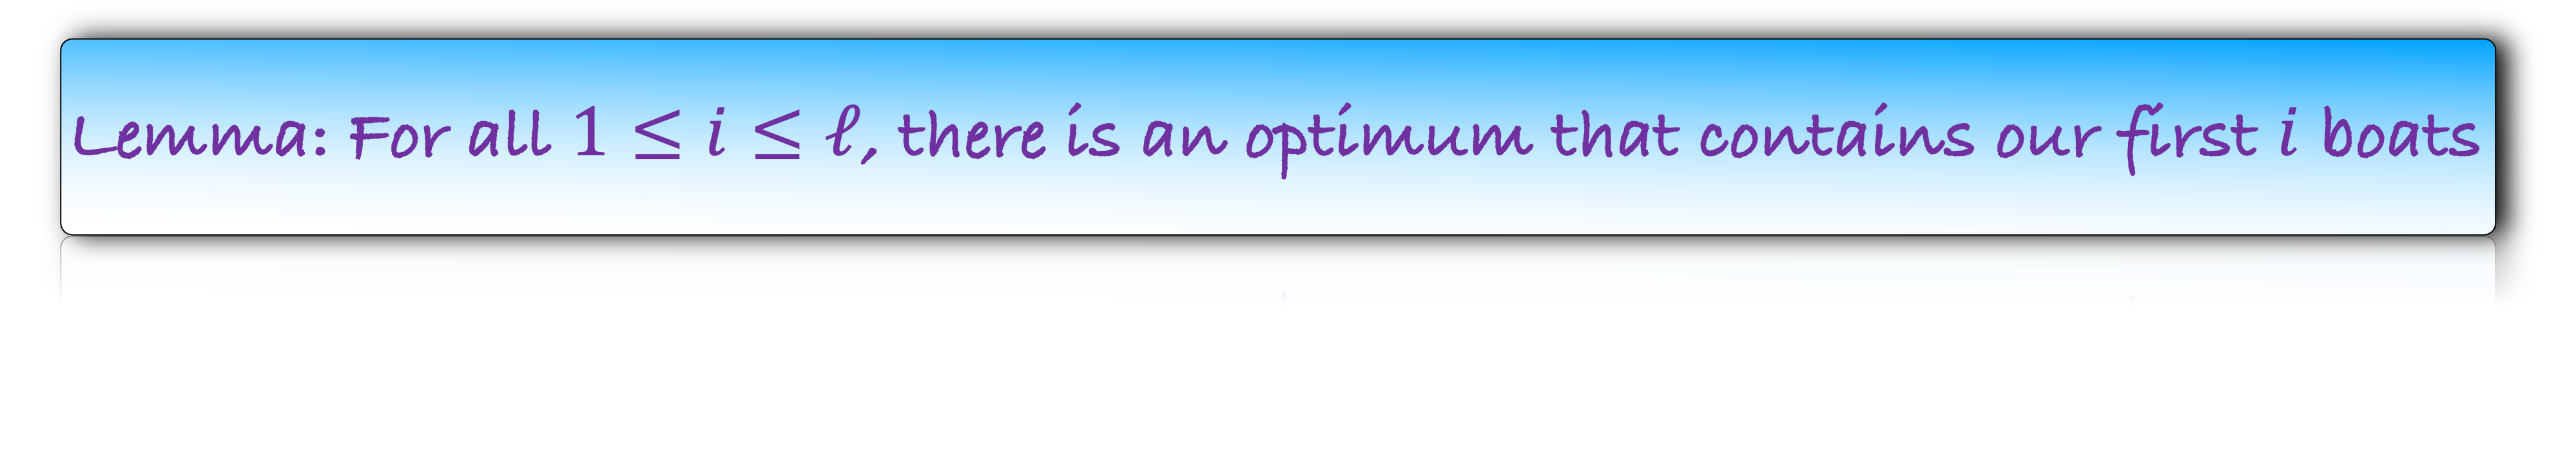 Lemma: For all 1 ≤ i ≤ ℓ, there is an optimum that contains our first i boats